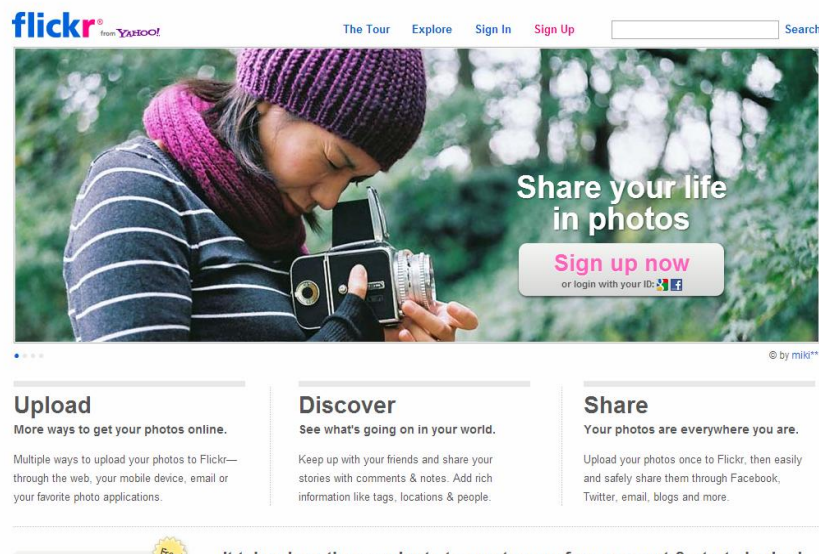 flickr® from YAHOO!
The Tour Explore Sign In Sign Up Search
Share your life
in photos
Sign up now
or login with your ID:
© by miki**
Upload
More ways to get your photos online.
Multiple ways to upload your photos to Flickr—
through the web, your mobile device, email or
your favorite photo applications.
Discover
See what's going on in your world.
Keep up with your friends and share your
stories with comments & notes. Add rich
information like tags, locations & people.
Share
Your photos are everywhere you are.
Upload your photos once to Flickr, then easily
and safely share them through Facebook,
Twitter, email, blogs and more.